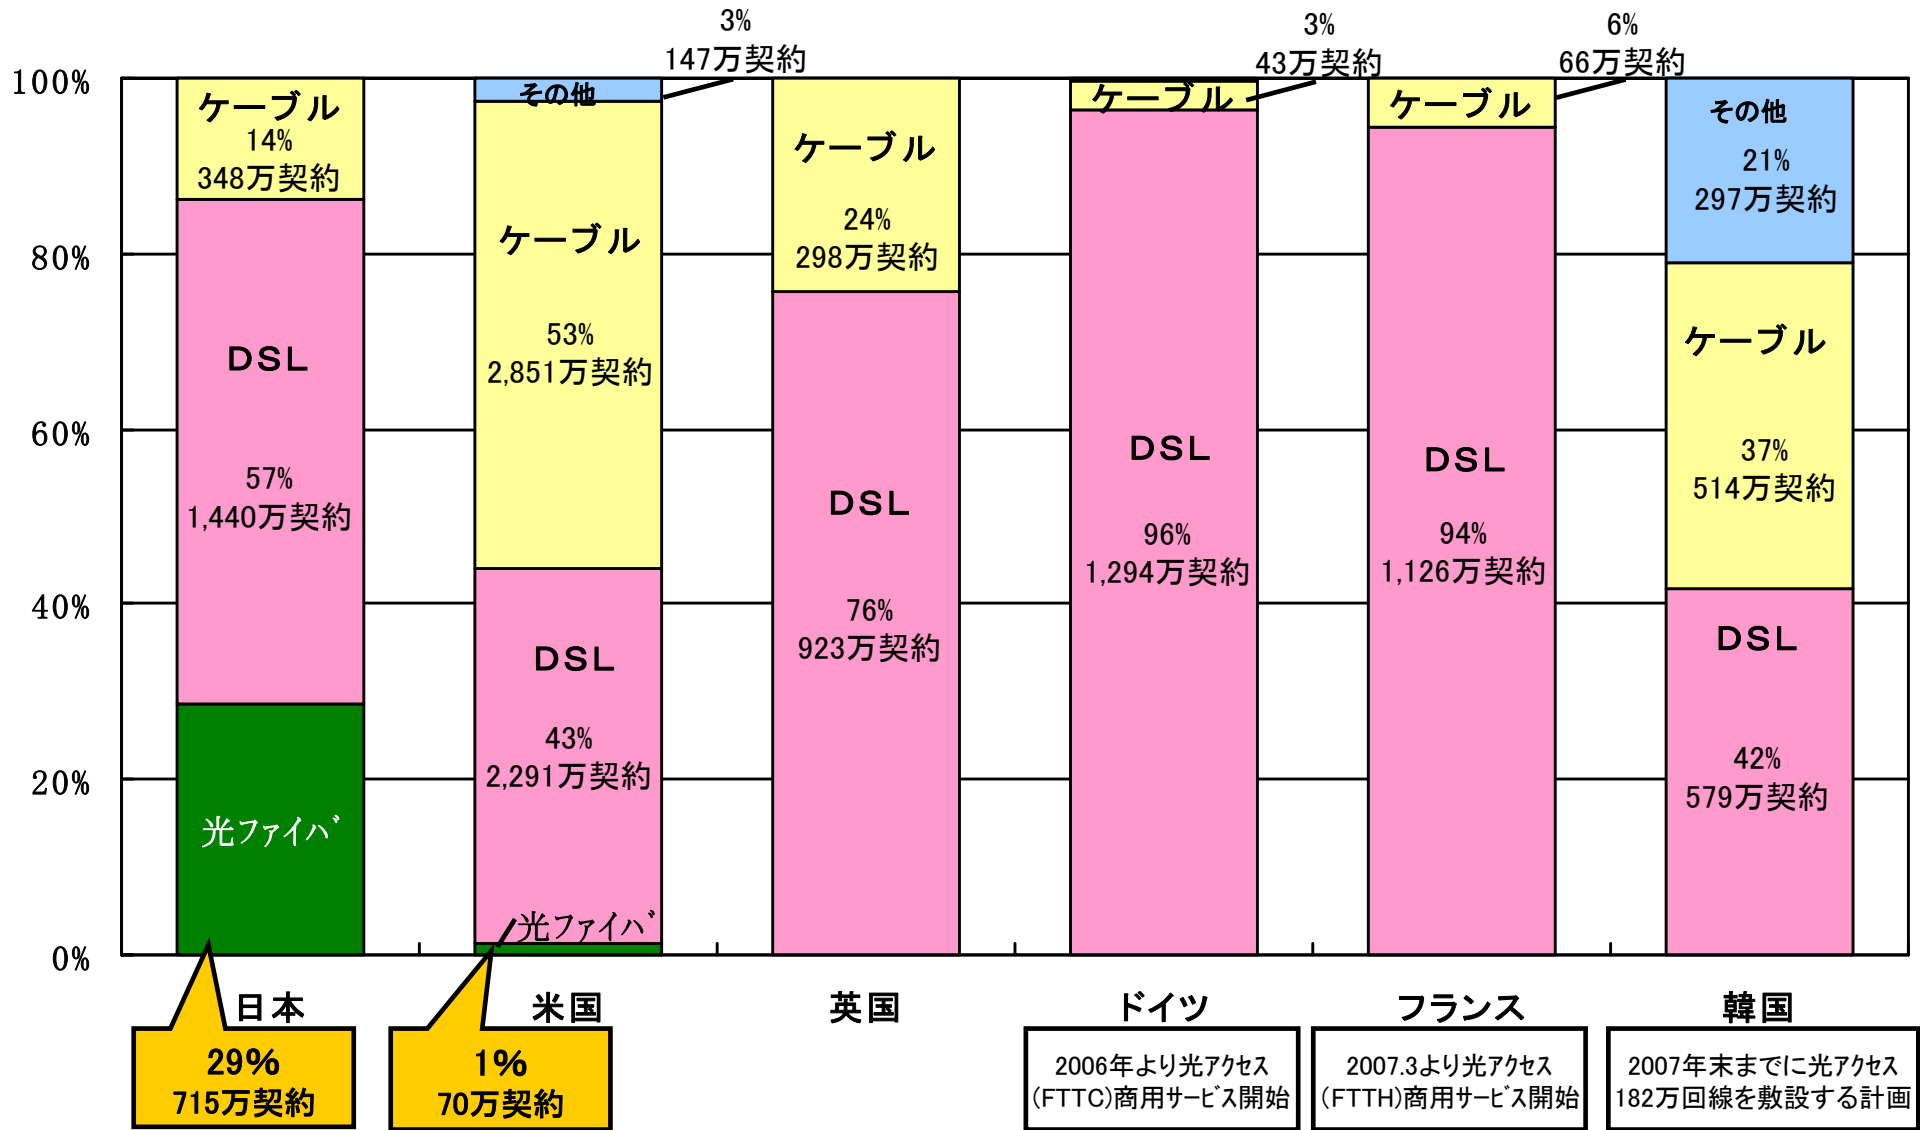 3%
147万契約
3%
43万契約
6%
66万契約
100%
80%
60%
40%
20%
0%
ケーブル
14%
348万契約
DSL
57%
1,440万契約
光ファイバ
その他
ケーブル
53%
2,851万契約
DSL
43%
2,291万契約
光ファイバ
ケーブル
24%
298万契約
DSL
76%
923万契約
ケーブル
DSL
96%
1,294万契約
ケーブル
DSL
94%
1,126万契約
その他
21%
297万契約
ケーブル
37%
514万契約
DSL
42%
579万契約
日本
米国
英国
ドイツ
フランス
韓国
29%
715万契約
1%
70万契約
2006年より光アクセス
(FTTC)商用サービス開始
2007.3より光アクセス
(FTTH)商用サービス開始
2007年末までに光アクセス
182万回線を敷設する計画